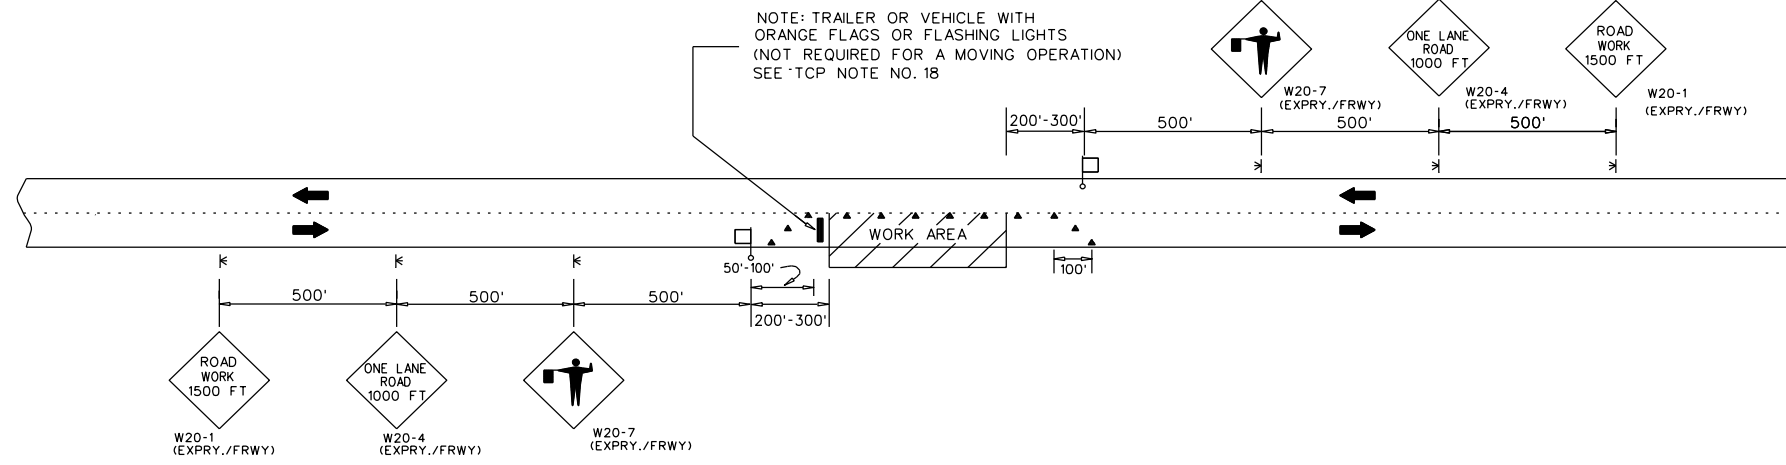 NOTE: TRAILER OR VEHICLE WITH
ORANGE FLAGS OR FLASHING LIGHTS
(NOT REQUIRED FOR A MOVING OPERATION)
SEE TCP NOTE NO. 18
ONE LANE
ROAD
1000 FT
ROAD
WORK
1500 FT
W20-7
(EXPRY./FRWY)
W20-4
(EXPRY./FRWY)
W20-1
(EXPRY./FRWY)
200'-300'
500'
500'
500'
WORK AREA
50'-100'
100'
500'
500'
500'
200'-300'
ROAD
WORK
1500 FT
ONE LANE
ROAD
1000 FT
W20-1
(EXPRY./FRWY)
W20-4
(EXPRY./FRWY)
W20-7
(EXPRY./FRWY)